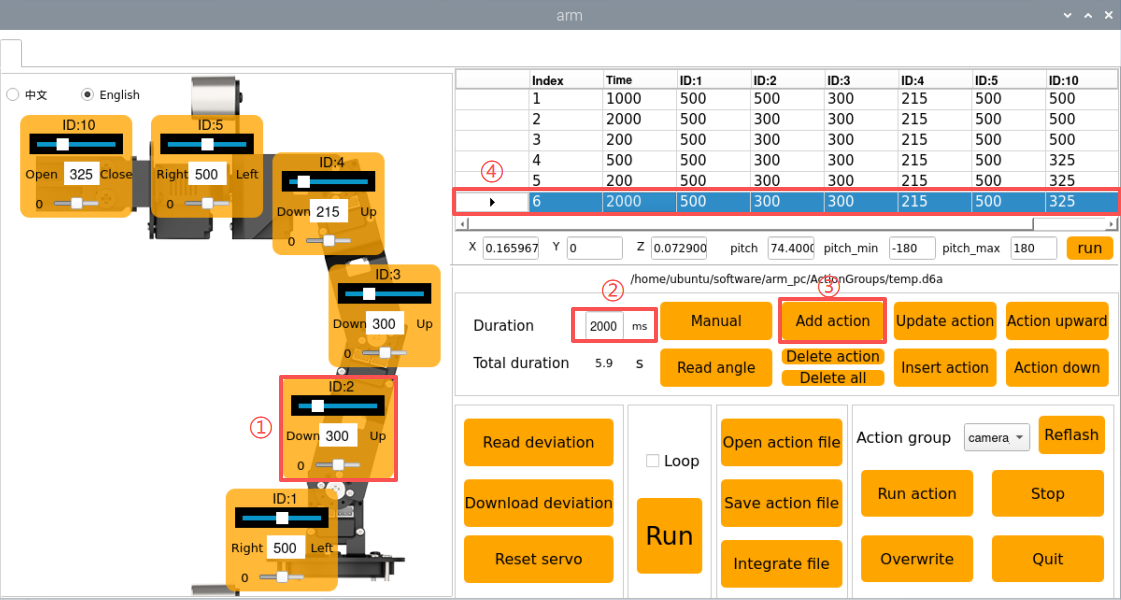 arm
中文 English
ID:10
Open 325 Close
0
ID:5
Right 500 Left
0
ID:4
Down 215 Up
0
ID:3
Down 300 Up
0
①
ID:2
Down 300 Up
0
ID:1
Right 500 Left
0
Index Time ID:1 ID:2 ID:3 ID:4 ID:5 ID:10
1 1000 500 500 300 215 500 500
2 2000 500 300 300 215 500 500
3 200 500 300 300 215 500 500
4 500 500 300 300 215 500 325
5 200 500 300 300 215 500 325
④
6 2000 500 300 300 215 500 325
X 0.165967 Y 0 Z 0.072900 pitch 74.4000 pitch_min -180 pitch_max 180 run
/home/ubuntu/software/arm_pc/ActionGroups/temp.d6a
② ③
Duration 2000 ms Manual Add action Update action Action upward
Total duration 5.9 S Read angle Delete action Insert action Action down
Delete all
Read deviation
Download deviation
Reset servo
Loop
Run
Open action file
Save action file
Integrate file
Action group camera Reflash
Run action Stop
Overwrite Quit